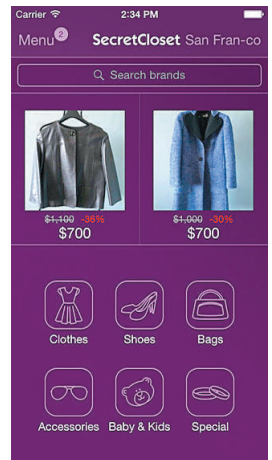 Carrier 2:34 PM
Menu 2 SecretCloset San Fran-co
Search brands
$1,100 -36% $1,000 -30%
$700 $700
Clothes Shoes Bags
Accessories Baby & Kids Special